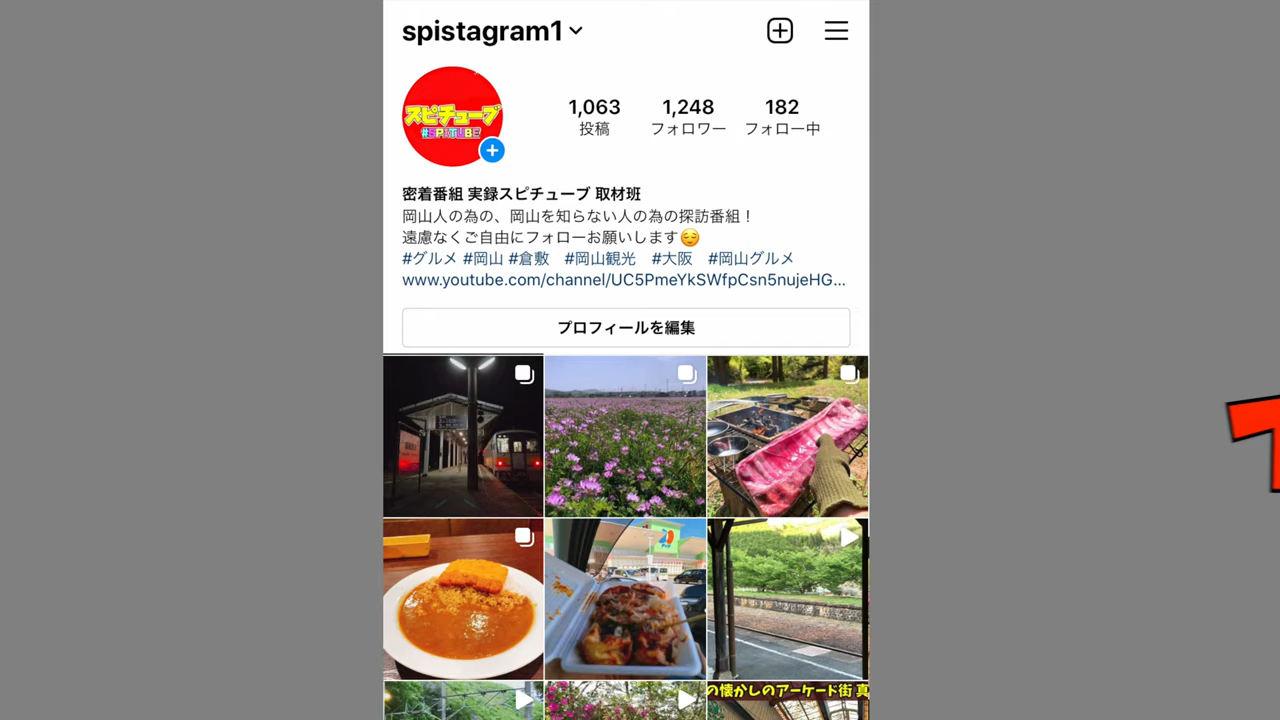 spistagram1
スピチューブ
#SPITUBE
1,063
投稿
1,248
フォロワー
182
フォロー中
密着番組 実録スピチューブ 取材班
岡山人の為の、岡山を知らない人の為の探訪番組！
遠慮なくご自由にフォローお願いします😌
#グルメ #岡山 #倉敷　#岡山観光　#大阪　#岡山グルメ
www.youtube.com/channel/UC5PmeYkSWfpCsn5nujeHG...
プロフィールを編集
の懐かしのアーケード街 真